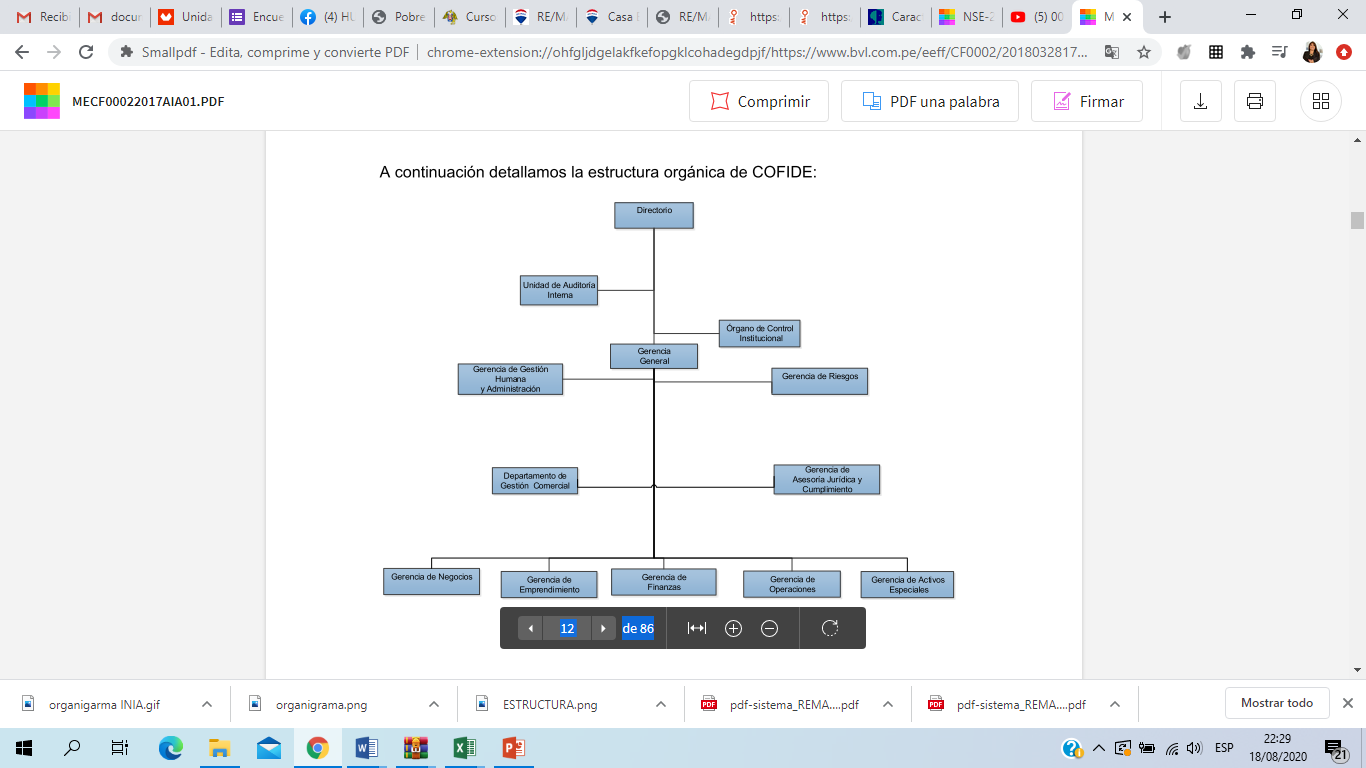 Recibi
docum
Unida
Encue
(4) HU
Pobre
Curso
RE/MA
Casa E
RE/MA
https:
https:
Carac
NSE-2
(5) 00
M
Smallpdf - Edita, comprime y convierte PDF
chrome-extension://ohfgljdgelakfkefopgklcohadegdpjf/https://www.bvl.com.pe/eeff/CF0002/2018032817...
MECF00022017AIA01.PDF
Comprimir
PDF una palabra
Firmar
A continuación detallamos la estructura orgánica de COFIDE:
Directorio
Unidad de Auditoría
Interna
Órgano de Control
Institucional
Gerencia
General
Gerencia de Gestión
Humana
y Administración
Gerencia de Riesgos
Departamento de
Gestión Comercial
Gerencia de
Asesoría Jurídica y
Cumplimiento
Gerencia de Negocios
Gerencia de
Emprendimiento
Gerencia de
Finanzas
Gerencia de
Operaciones
Gerencia de Activos
Especiales
12 de 86
organigarma INIA.gif
organigrama.png
ESTRUCTURA.png
pdf-sistema_REMA....pdf
pdf-sistema_REMA....pdf
Mostrar todo
ESP
22:29
18/08/2020
21